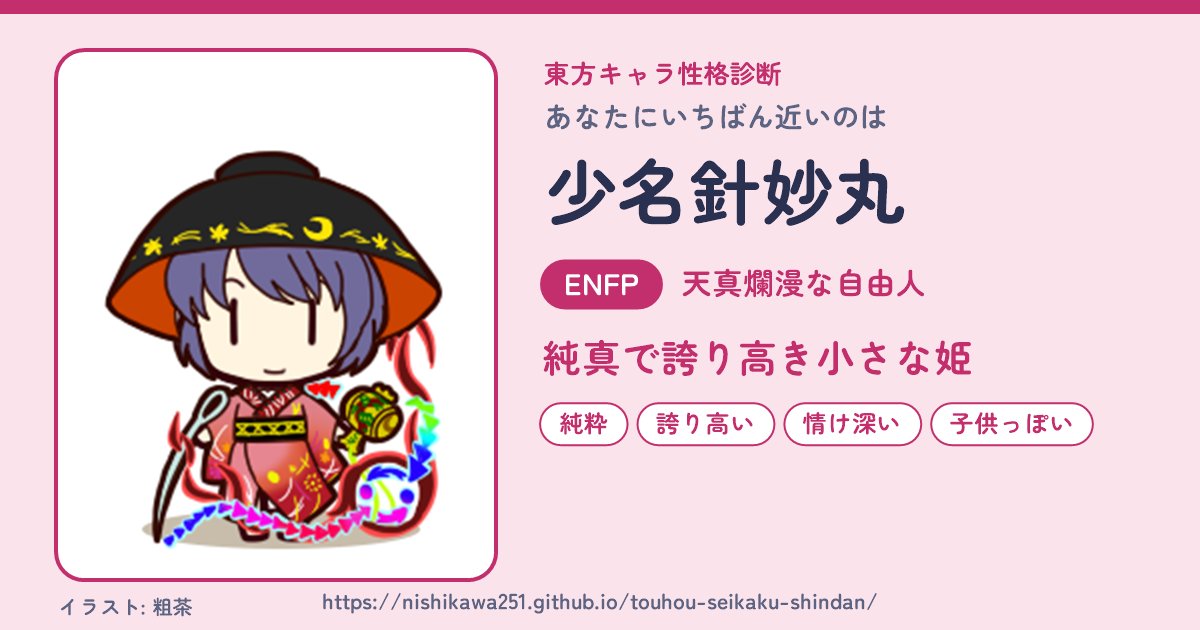 東方キャラ性格診断
あなたにいちばん近いのは
少名針妙丸
ENFP 天真爛漫な自由人
純真で誇り高き小さな姫
純粋 誇り高い 情け深い 子供っぽい
イラスト: 粗茶
https://nishikawa251.github.io/touhou-seikaku-shindan/